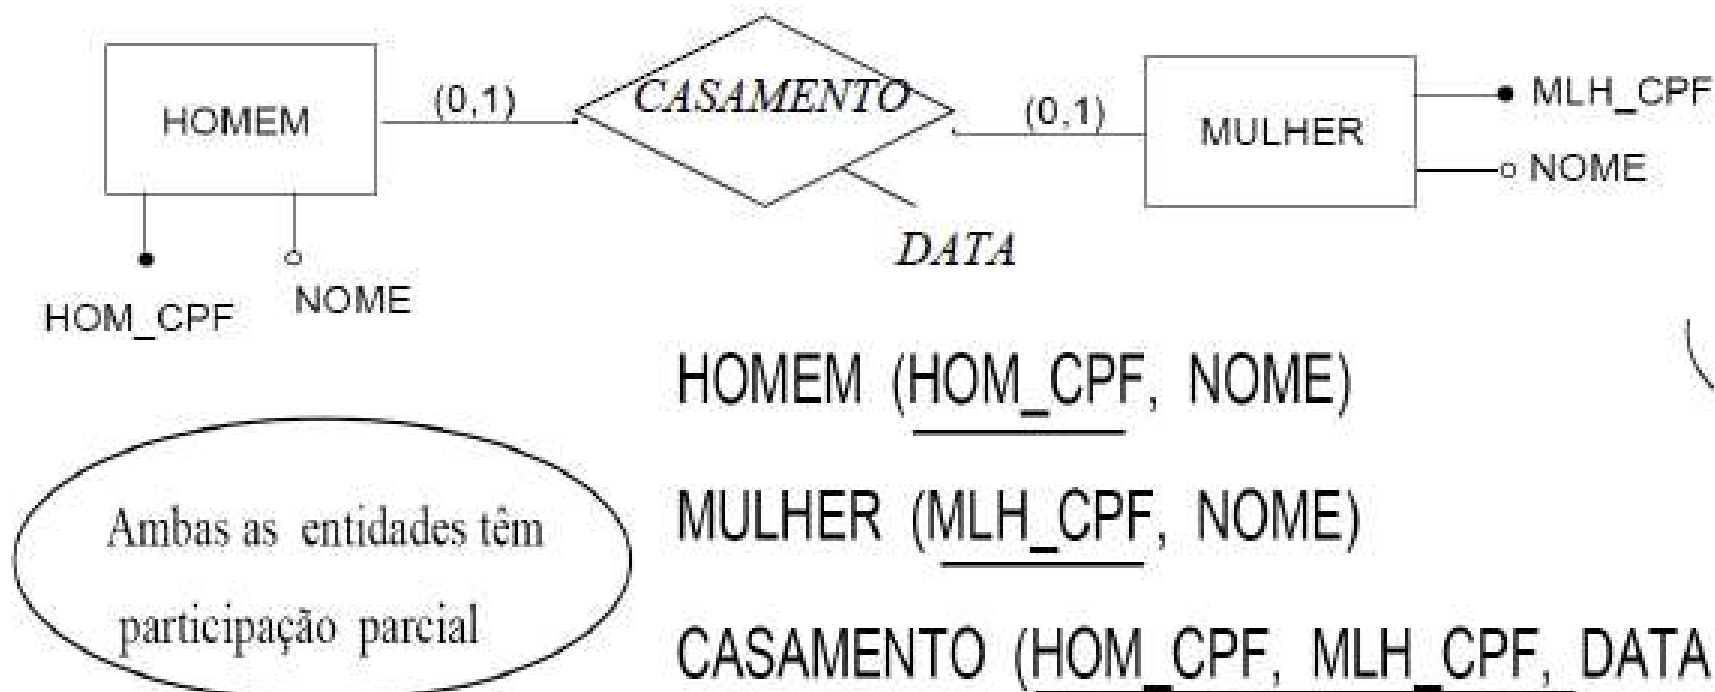 HOMEM
(0,1)
CASAMENTO
(0,1)
MULHER
MLH_CPF
NOME
DATA
HOM_CPF
NOME
HOMEM (HOM_CPF, NOME)
Ambas as entidades têm
participação parcial
MULHER (MLH_CPF, NOME)
CASAMENTO (HOM_CPF, MLH_CPF, DATA